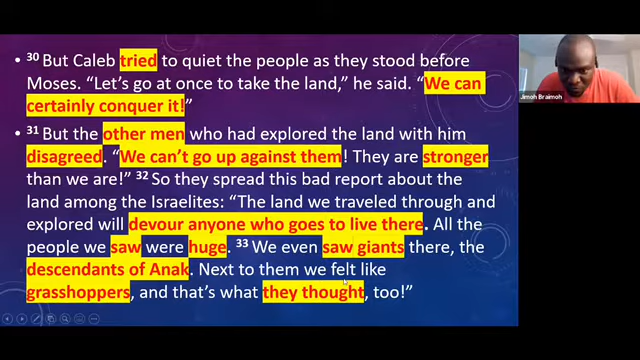 • 30 But Caleb tried to quiet the people as they stood before
Moses. “Let’s go at once to take the land,” he said. “We can
certainly conquer it!”
• 31 But the other men who had explored the land with him
disagreed. “We can’t go up against them! They are stronger
than we are!” 32 So they spread this bad report about the
land among the Israelites: “The land we traveled through and
explored will devour anyone who goes to live there. All the
people we saw were huge. 33 We even saw giants there, the
descendants of Anak. Next to them we felt like
grasshoppers, and that’s what they thought, too!”
Jimoh Braimoh